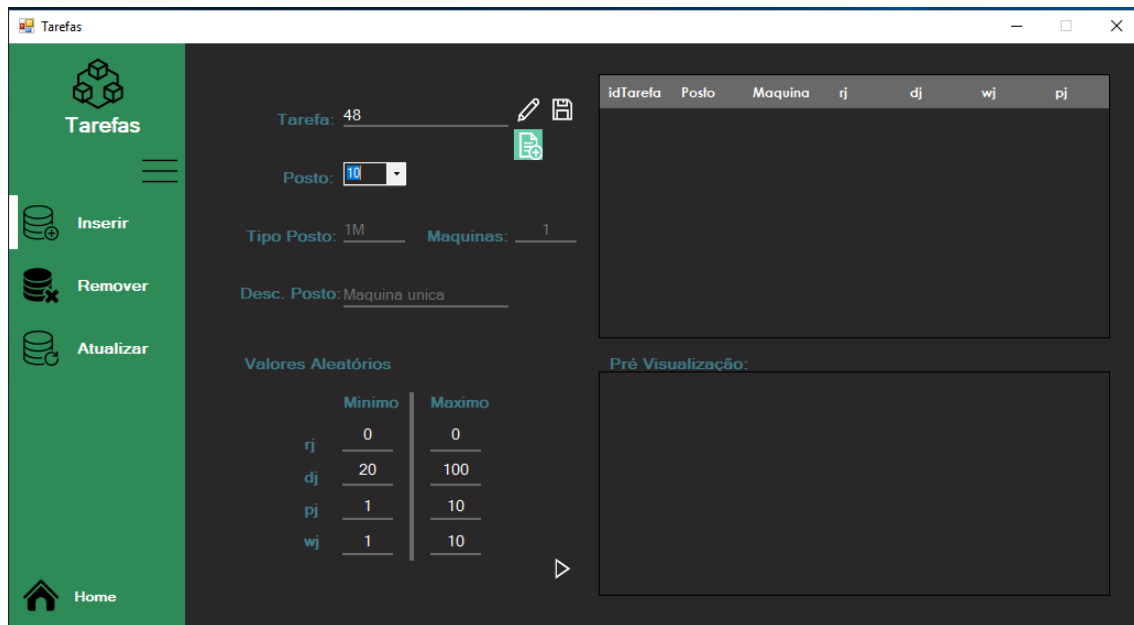 Tarefas
Tarefas
Inserir
Remover
Atualizar
Home
Tarefa: 48
Posto: 10
Tipo Posto: 1M Maquinas: 1
Desc. Posto: Maquina unica
Valores Aleatórios
Minimo Maximo
rj 0 0
dj 20 100
pj 1 10
wj 1 10
idTarefa Posto Maquina rj dj wj pj
Pré Visualização: